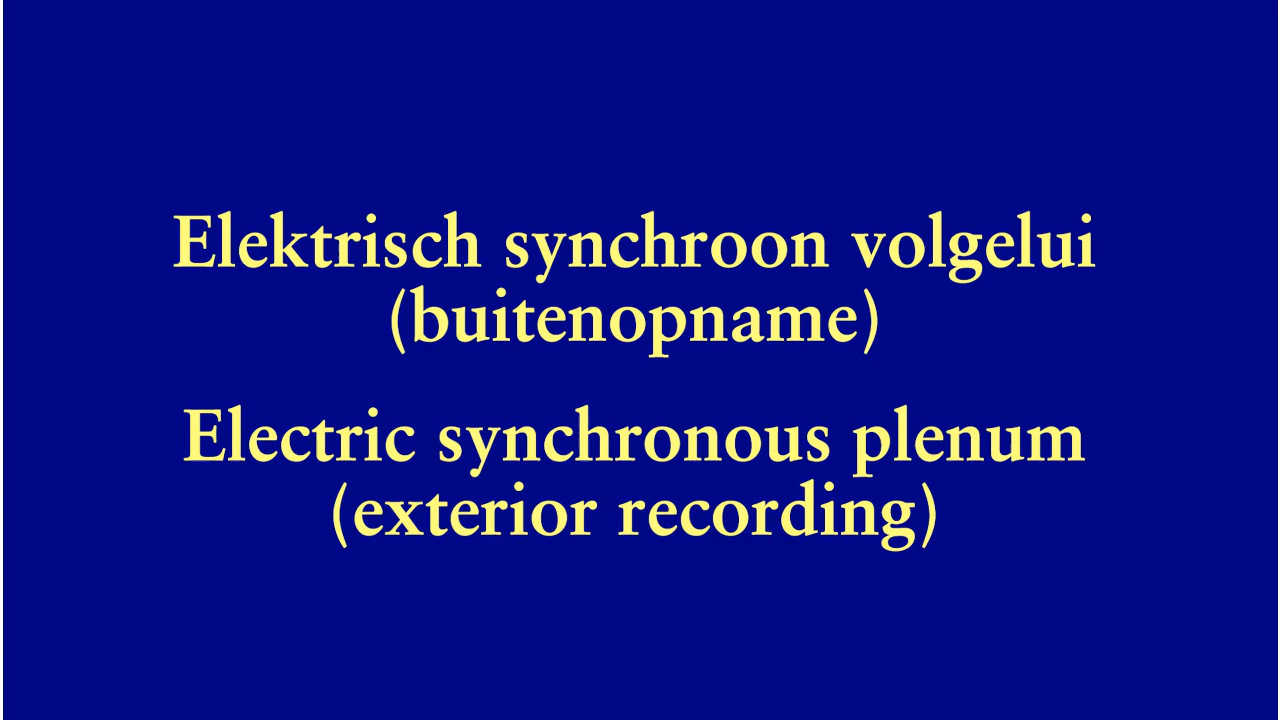 Elektrisch synchroon volgelui
(buitenopname)
Electric synchronous plenum
(exterior recording)